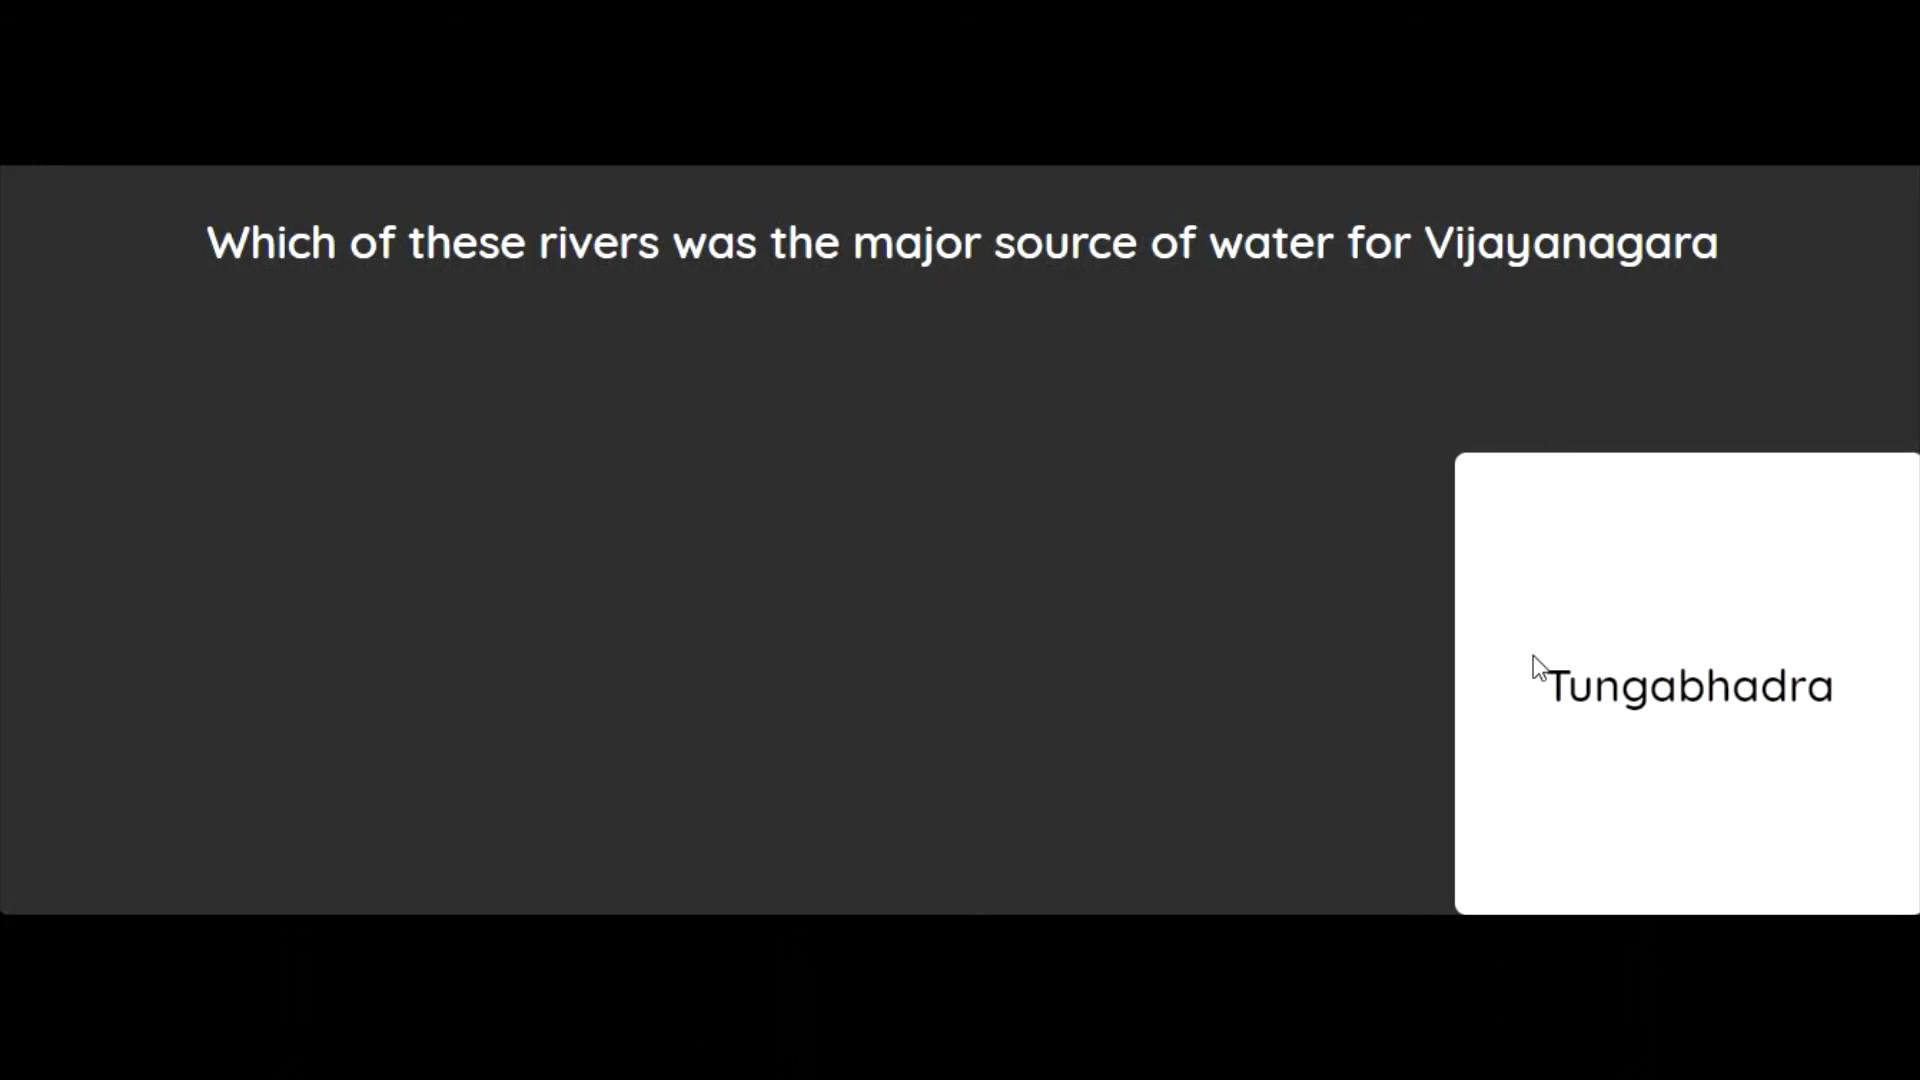 Which of these rivers was the major source of water for Vijayanagara
Tungabhadra